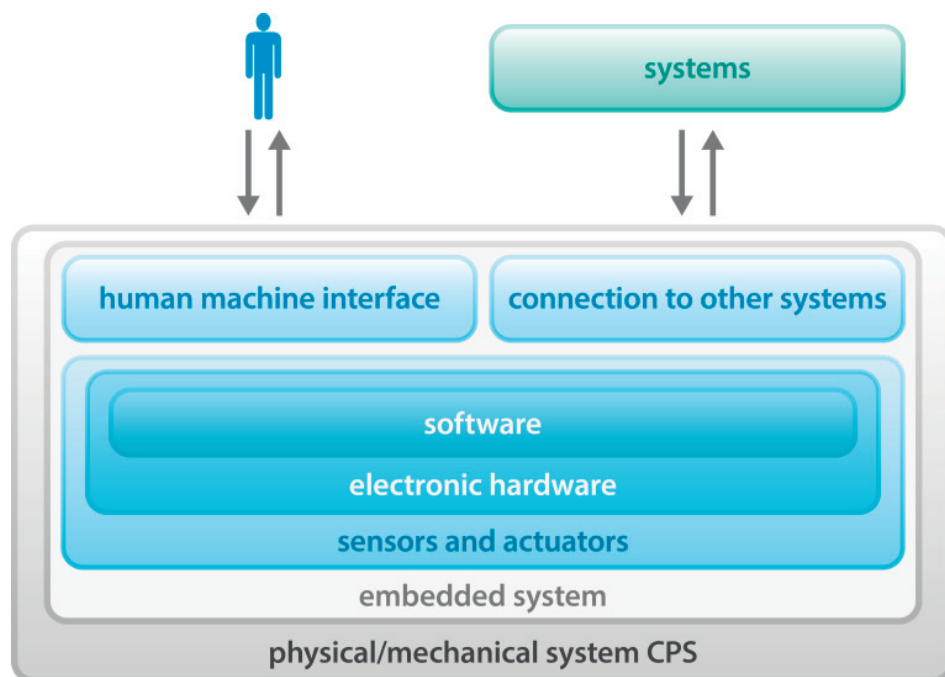 systems
human machine interface
connection to other systems
software
electronic hardware
sensors and actuators
embedded system
physical/mechanical system CPS